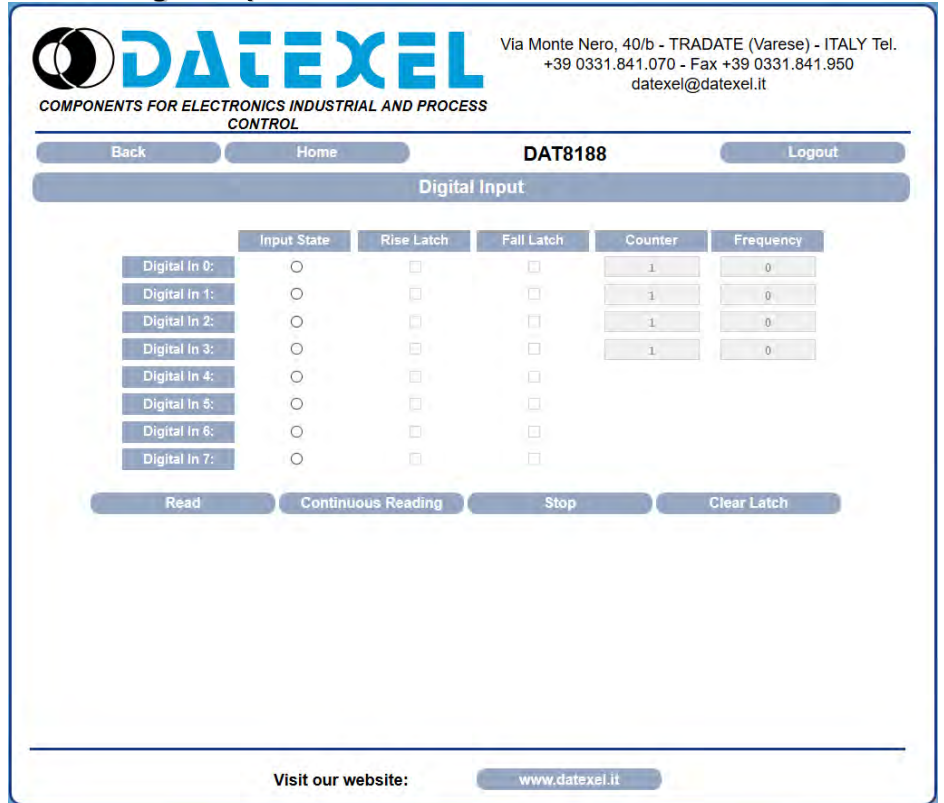 DATEXEL
COMPONENTS FOR ELECTRONICS INDUSTRIAL AND PROCESS
CONTROL
Via Monte Nero, 40/b - TRADATE (Varese) - ITALY Tel.
+39 0331.841.070 - Fax +39 0331.841.950
datexel@datexel.it
Back Home DAT8188 Logout
Digital Input
Input State Rise Latch Fall Latch Counter Frequency
Digital In 0: 1 0
Digital In 1: 1 0
Digital In 2: 1 0
Digital In 3: 1 0
Digital In 4:
Digital In 5:
Digital In 6:
Digital In 7:
Read Continuous Reading Stop Clear Latch
Visit our website: www.datexel.it